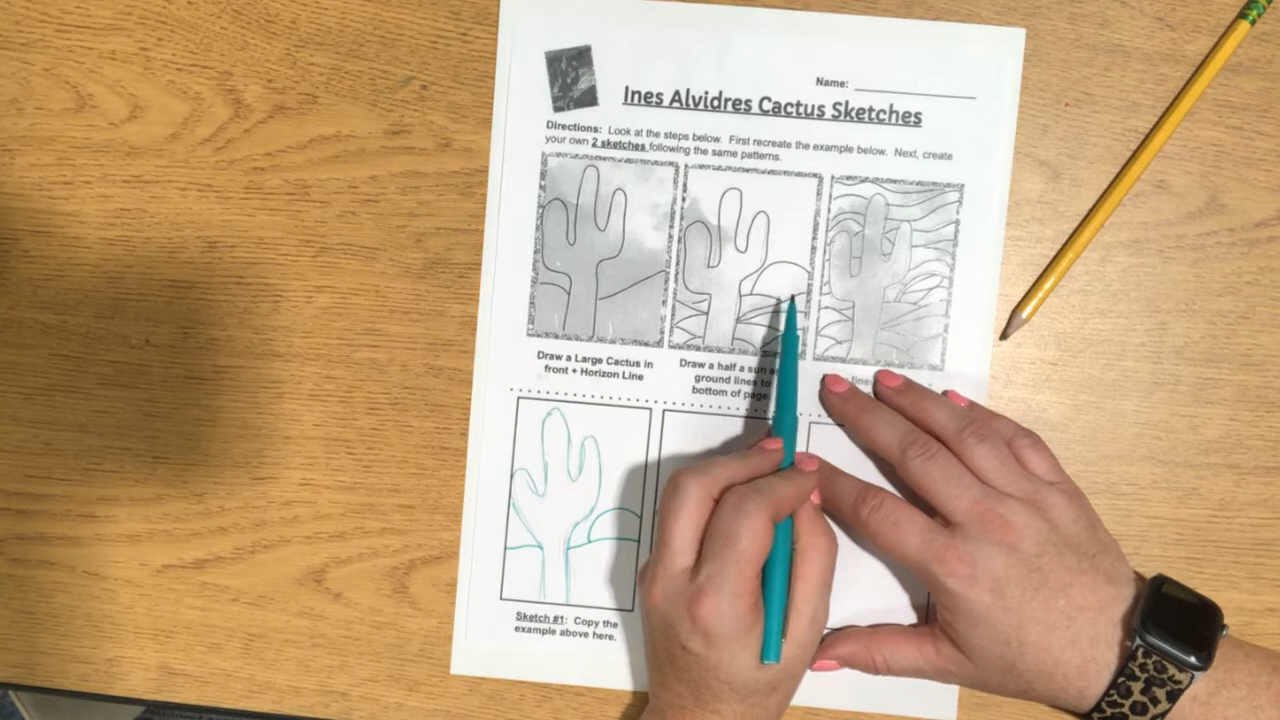 Name:
Ines Alvidres Cactus Sketches
Directions: Look at the steps below. First recreate the example below. Next, create
your own 2 sketches following the same patterns.
Draw a Large Cactus in
front + Horizon Line
Draw a half a sun
ground lines to
bottom of page
Sketch #1: Copy the
example above here.